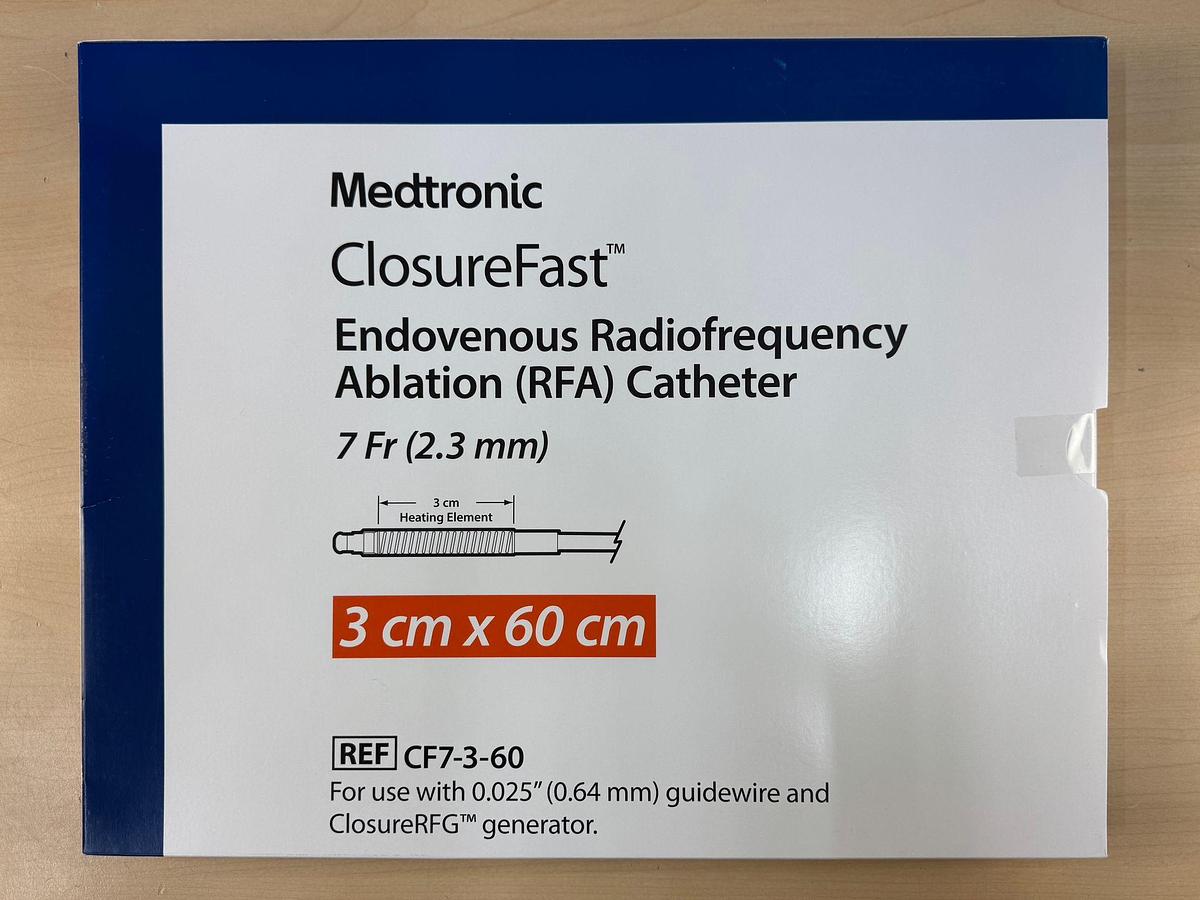 Medtronic
ClosureFast™
Endovenous Radiofrequency
Ablation (RFA) Catheter
7 Fr (2.3 mm)
3 cm
Heating Element
3 cm x 60 cm
REF CF7-3-60
For use with 0.025” (0.64 mm) guidewire and
ClosureRFG™ generator.